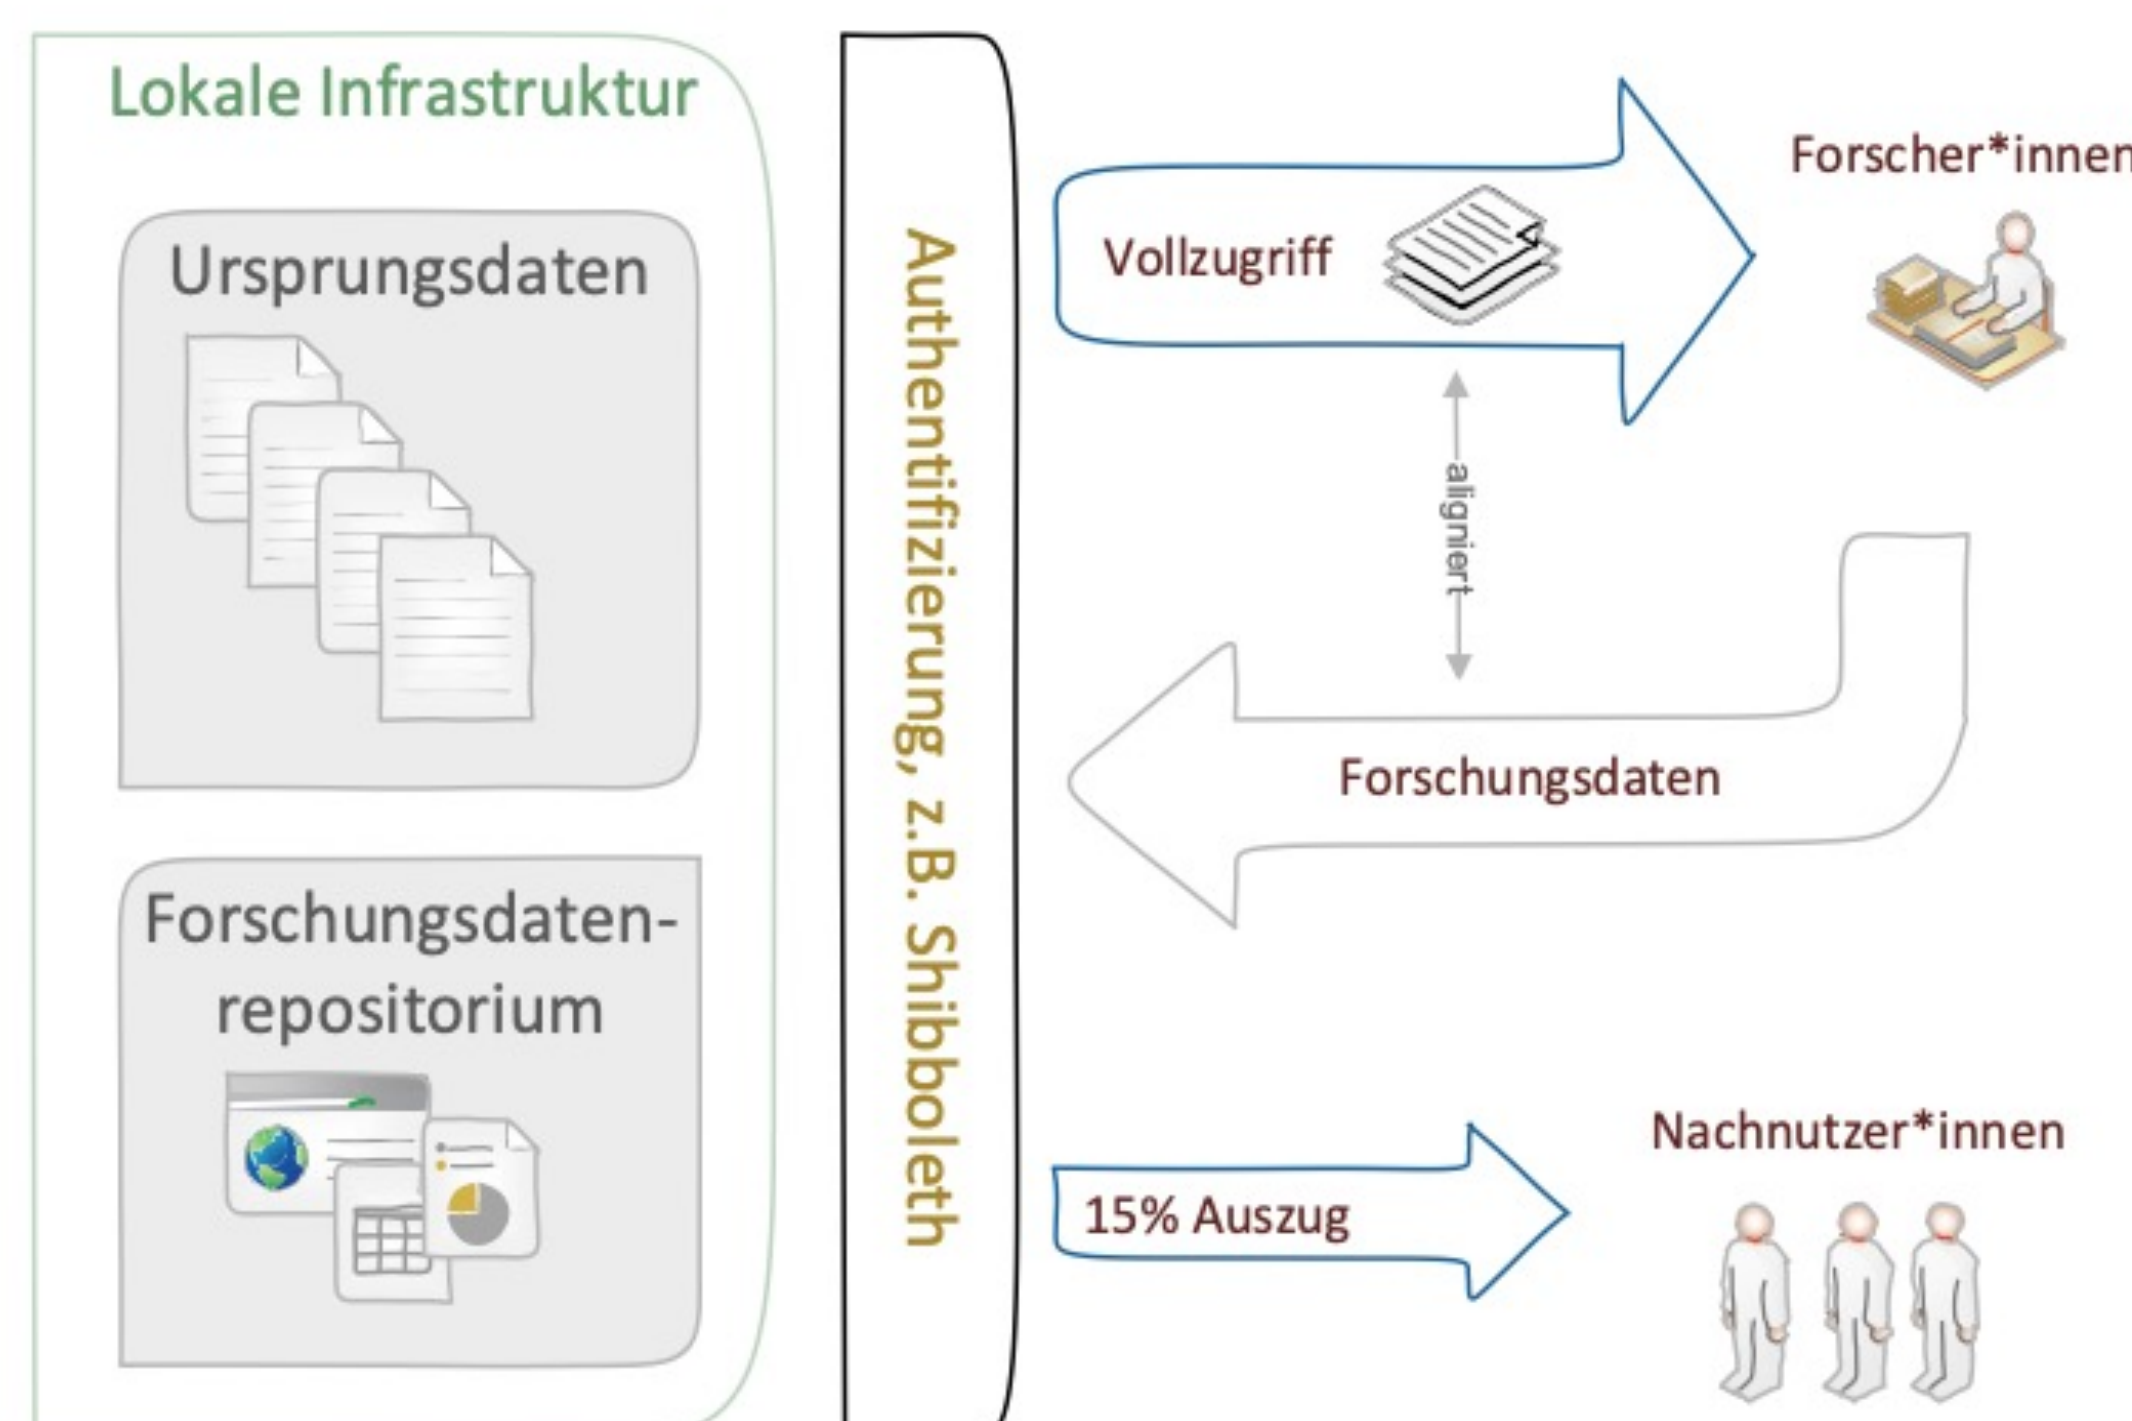 Lokale Infrastruktur
Ursprungsdaten
Forschungsdaten-
repositorium
Authentifizierung, z.B. Shibboleth
Vollzugriff
Forscher*innen
aligniert
Forschungsdaten
15% Auszug
Nachnutzer*innen